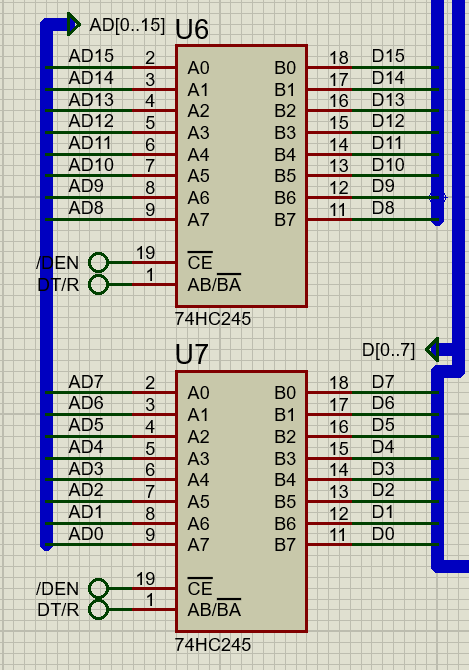 AD[0..15] U6
AD15 2 A0 B0 18 D15
AD14 3 A1 B1 17 D14
AD13 4 A2 B2 16 D13
AD12 5 A3 B3 15 D12
AD11 6 A4 B4 14 D11
AD10 7 A5 B5 13 D10
AD9 8 A6 B6 12 D9
AD8 9 A7 B7 11 D8
/DEN 19 CE
DT/R 1 AB/BA
74HC245
U7 D[0..7]
AD7 2 A0 B0 18 D7
AD6 3 A1 B1 17 D6
AD5 4 A2 B2 16 D5
AD4 5 A3 B3 15 D4
AD3 6 A4 B4 14 D3
AD2 7 A5 B5 13 D2
AD1 8 A6 B6 12 D1
AD0 9 A7 B7 11 D0
/DEN 19 CE
DT/R 1 AB/BA
74HC245